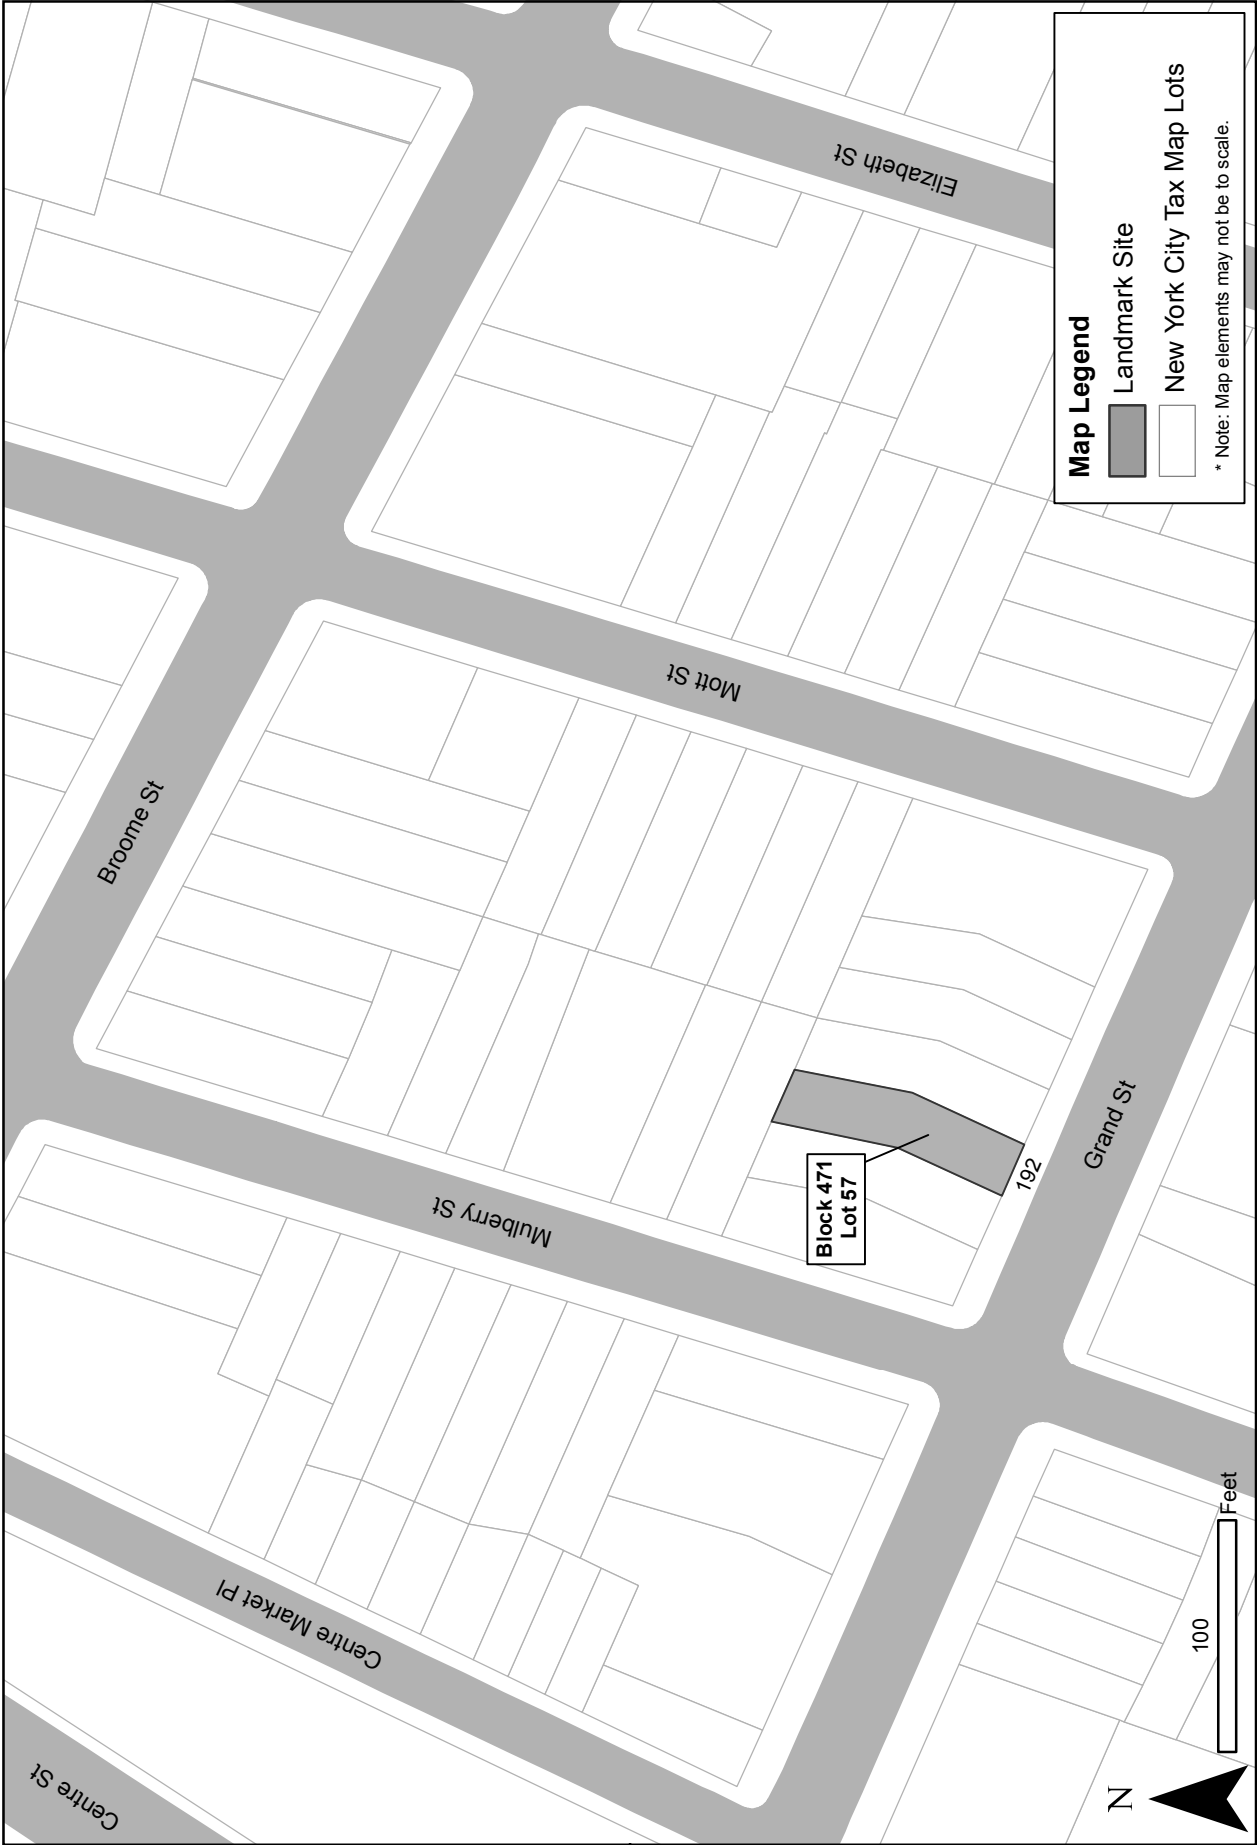 Centre St
Centre Market Pl
Mulberry St
Broome St
Mott St
Elizabeth St
Block 471
Lot 57
192
Grand St
N
100
Feet
Map Legend
Landmark Site
New York City Tax Map Lots
* Note: Map elements may not be to scale.